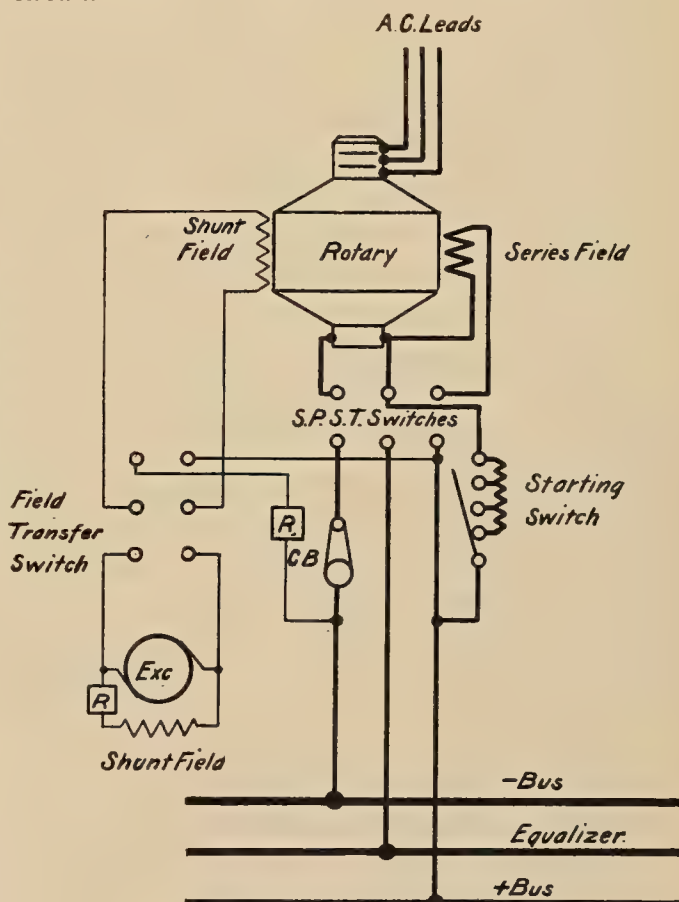 A.C. Leads
Shunt
Field
Rotary
Series Field
S.P.S.T. Switches
Field
Transfer
Switch
R.
CB
Starting
Switch
Exc
R
Shunt Field
-Bus
Equalizer.
+Bus